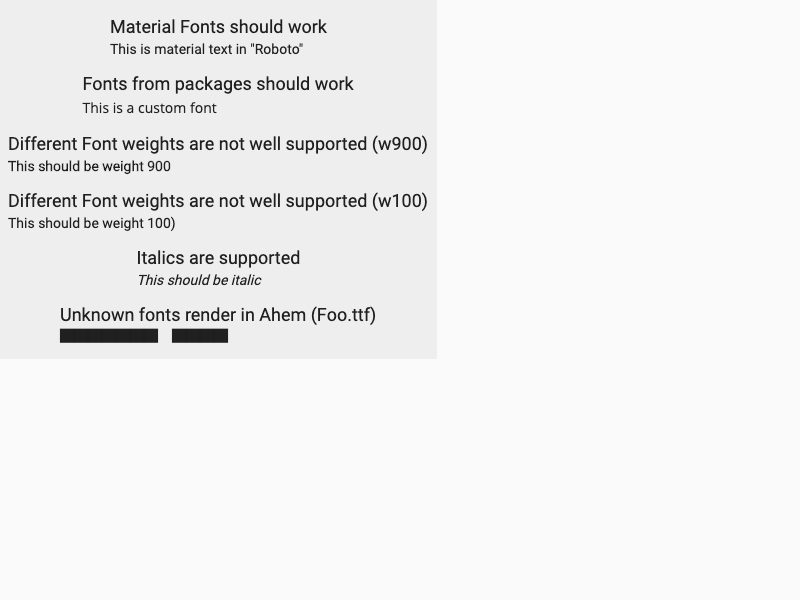 Material Fonts should work
This is material text in "Roboto"
Fonts from packages should work
This is a custom font
Different Font weights are not well supported (w900)
This should be weight 900
Different Font weights are not well supported (w100)
This should be weight 100)
Italics are supported
This should be italic
Unknown fonts render in Ahem (Foo.ttf)